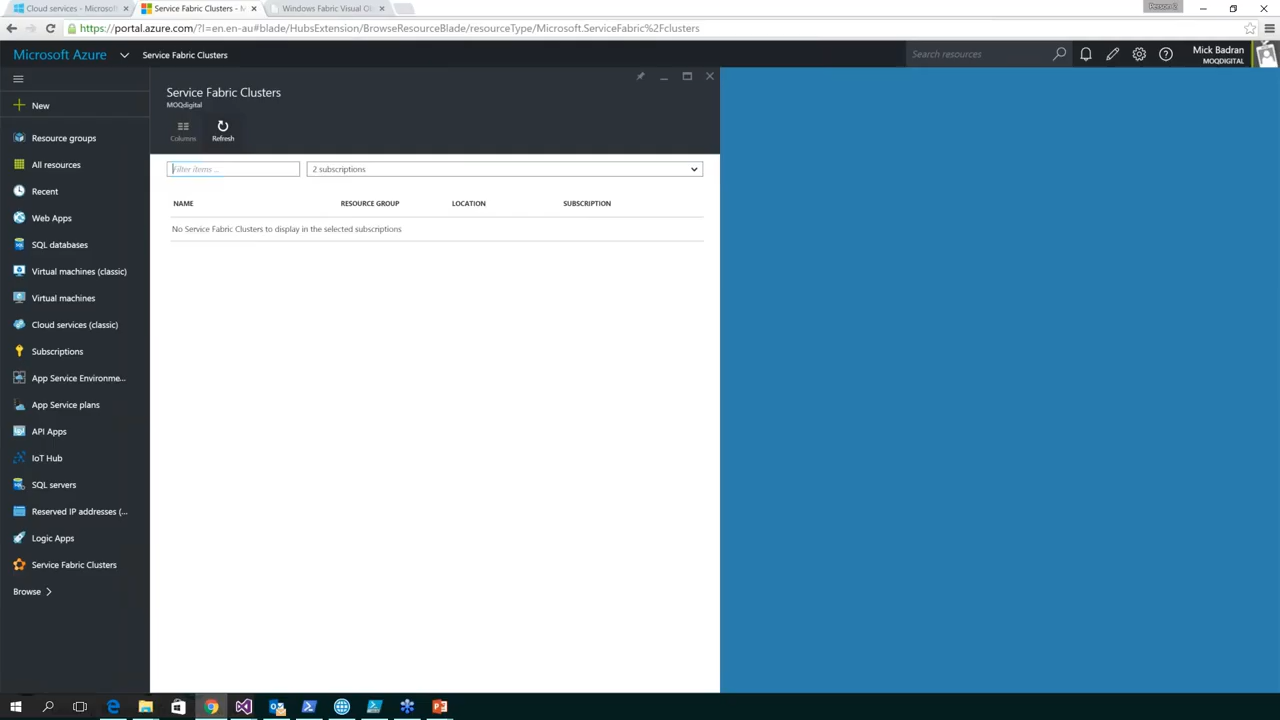 Cloud services - Microsoft
Service Fabric Clusters - M
Windows Fabric Visual Cl
Person 2
https://portal.azure.com/?l=en.en-au#blade/HubsExtension/BrowseResourceBlade/resourceType/Microsoft.ServiceFabric%2Fclusters
Microsoft Azure
Service Fabric Clusters
Search resources
Mick Badran
MOQDIGITAL
Service Fabric Clusters
MOQdigital
Columns
Refresh
Filter items ...
2 subscriptions
NAME
RESOURCE GROUP
LOCATION
SUBSCRIPTION
No Service Fabric Clusters to display in the selected subscriptions
New
Resource groups
All resources
Recent
Web Apps
SQL databases
Virtual machines (classic)
Virtual machines
Cloud services (classic)
Subscriptions
App Service Environme...
App Service plans
API Apps
IoT Hub
SQL servers
Reserved IP addresses (...
Logic Apps
Service Fabric Clusters
Browse